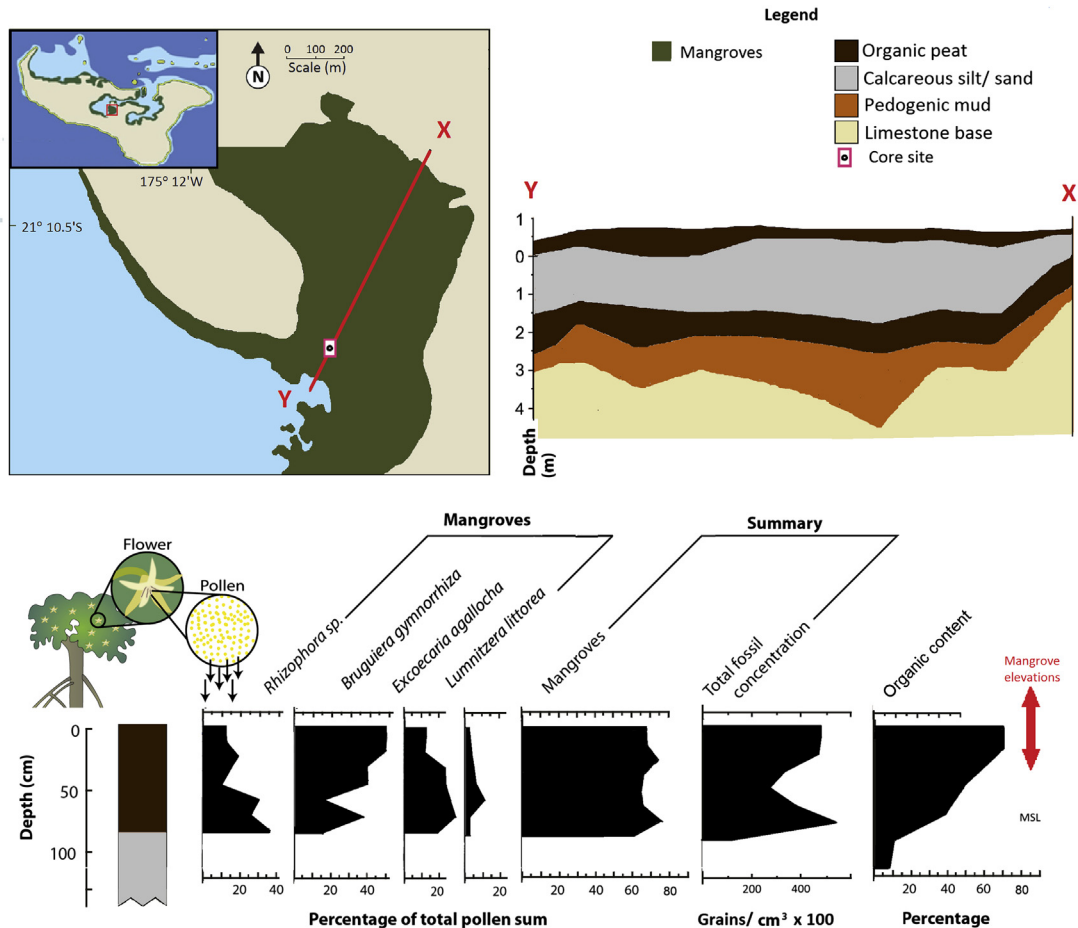 Legend
Mangroves
Organic peat
Calcareous silt/ sand
Pedogenic mud
Limestone base
Core site
N
0 100 200
Scale (m)
175° 12'W
21° 10.5'S
X
Y
Y
X
1
0
1
2
3
4
Depth
(m)
Mangroves
Summary
Flower
Pollen
Rhizophora sp.
Bruguiera gymnorrhiza
Excoecaria agallocha
Lumnitzera littorea
Mangroves
Total fossil
concentration
Organic content
Mangrove
elevations
MSL
Depth (cm)
0
50
100
20 40
0 20 40
20
20
0 20 40 60 80
200 400
0 20 40 60 80
Percentage of total pollen sum
Grains/ cm³ x 100
Percentage